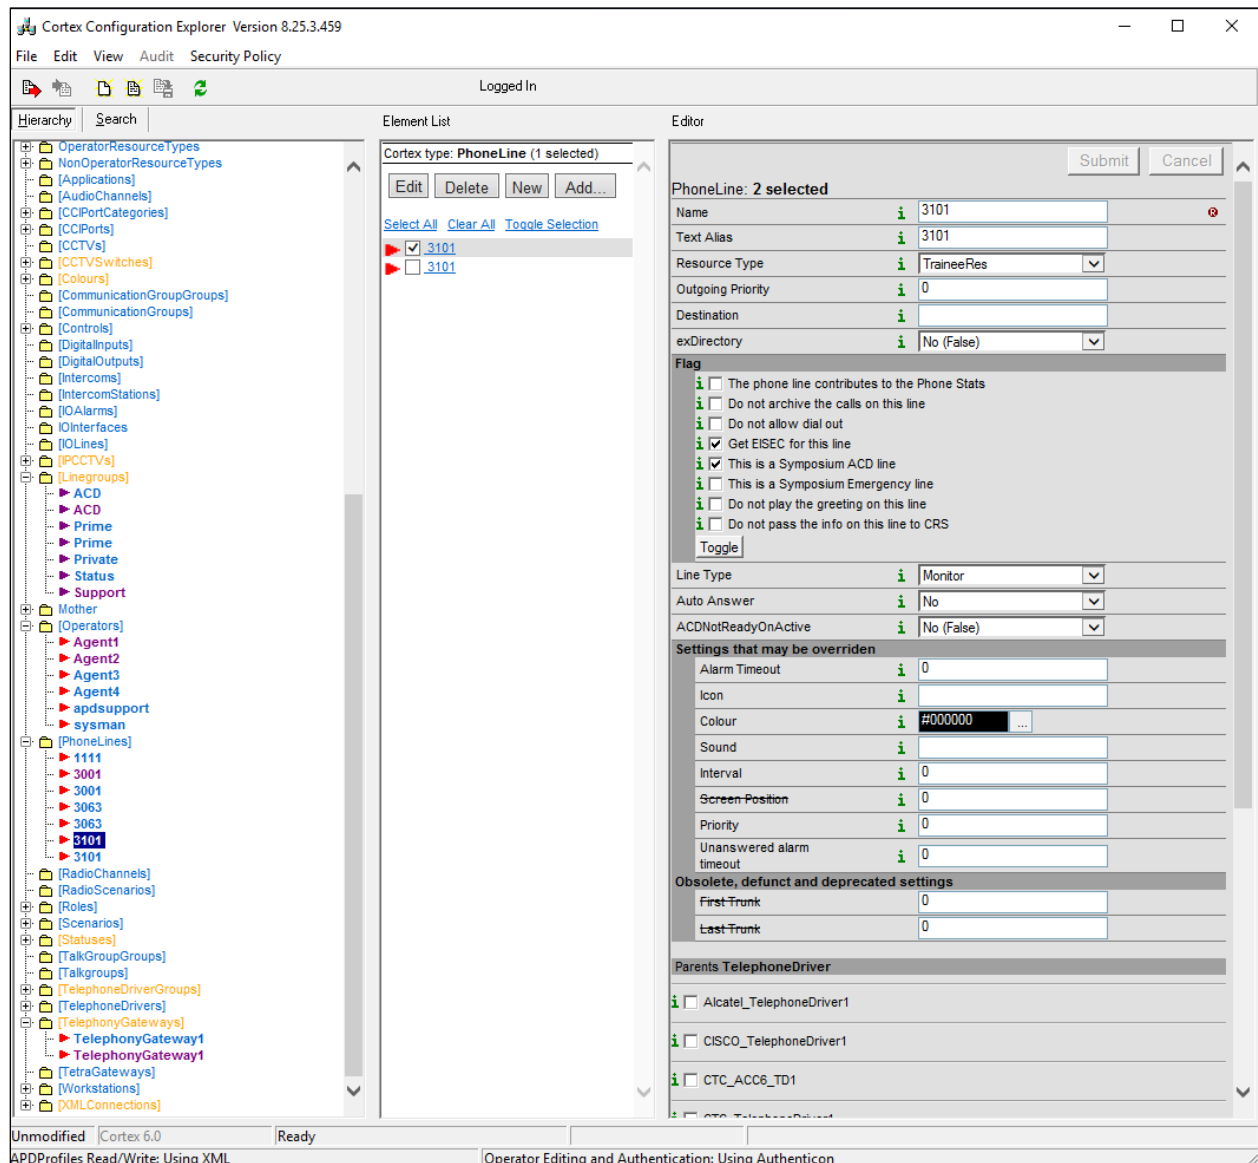 Cortex Configuration Explorer Version 8.25.3.459
File Edit View Audit Security Policy
Logged In
Hierarchy Search
Element List
Editor
OperatorResourceTypes
NonOperatorResourceTypes
[Applications]
[AudioChannels]
[CCIPortCategories]
[CCIPorts]
[CCTVs]
[CCTVSwitches]
[Colours]
[CommunicationGroupGroups]
[CommunicationGroups]
[Controls]
[DigitalInputs]
[DigitalOutputs]
[Intercoms]
[IntercomStations]
[IOAlarms]
IOInterfaces
[IOLines]
[IPCCTVs]
[Linegroups]
ACD
ACD
Prime
Prime
Private
Status
Support
Mother
[Operators]
Agent1
Agent2
Agent3
Agent4
apdsupport
sysman
[PhoneLines]
1111
3001
3001
3063
3063
3101
3101
[RadioChannels]
[RadioScenarios]
[Roles]
[Scenarios]
[Statuses]
[TalkGroupGroups]
[Talkgroups]
[TelephoneDriverGroups]
[TelephoneDrivers]
[TelephonyGateways]
TelephonyGateway1
TelephonyGateway1
[TetraGateways]
[Workstations]
[XMLConnections]
Cortex type: PhoneLine (1 selected)
Edit Delete New Add...
Select All Clear All Toggle Selection
3101
3101
Submit Cancel
PhoneLine: 2 selected
Name i 3101 R
Text Alias i 3101
Resource Type i TraineeRes
Outgoing Priority i 0
Destination i
exDirectory i No (False)
Flag
i The phone line contributes to the Phone Stats
i Do not archive the calls on this line
i Do not allow dial out
i Get EISEC for this line
i This is a Symposium ACD line
i This is a Symposium Emergency line
i Do not play the greeting on this line
i Do not pass the info on this line to CRS
Toggle
Line Type i Monitor
Auto Answer i No
ACDNotReadyOnActive i No (False)
Settings that may be overriden
Alarm Timeout i 0
Icon i
Colour i #000000 ...
Sound i
Interval i 0
Screen Position i 0
Priority i 0
Unanswered alarm
timeout i 0
Obsolete, defunct and deprecated settings
First Trunk 0
Last Trunk 0
Parents TelephoneDriver
i Alcatel_TelephoneDriver1
i CISCO_TelephoneDriver1
i CTC_ACC6_TD1
i CTC_TelephoneDriver1
Unmodified Cortex 6.0 Ready
APDProfiles Read/Write: Using XML Operator Editing and Authentication: Using Authenticon